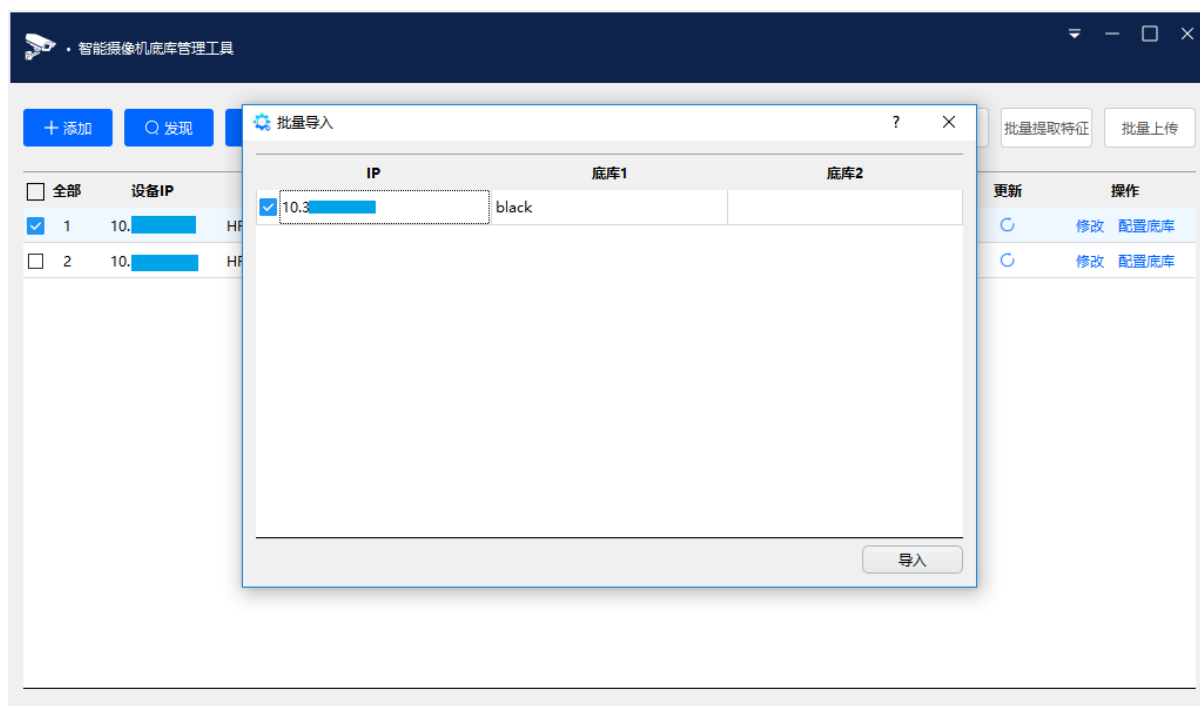 ·智能摄像机底库管理工具
添加 发现 批量提取特征 批量上传
批量导入 ?
IP 底库1 底库2
10.3 black
导入
全部 设备IP 更新 操作
1 10. 修改 配置底库
2 10. 修改 配置底库